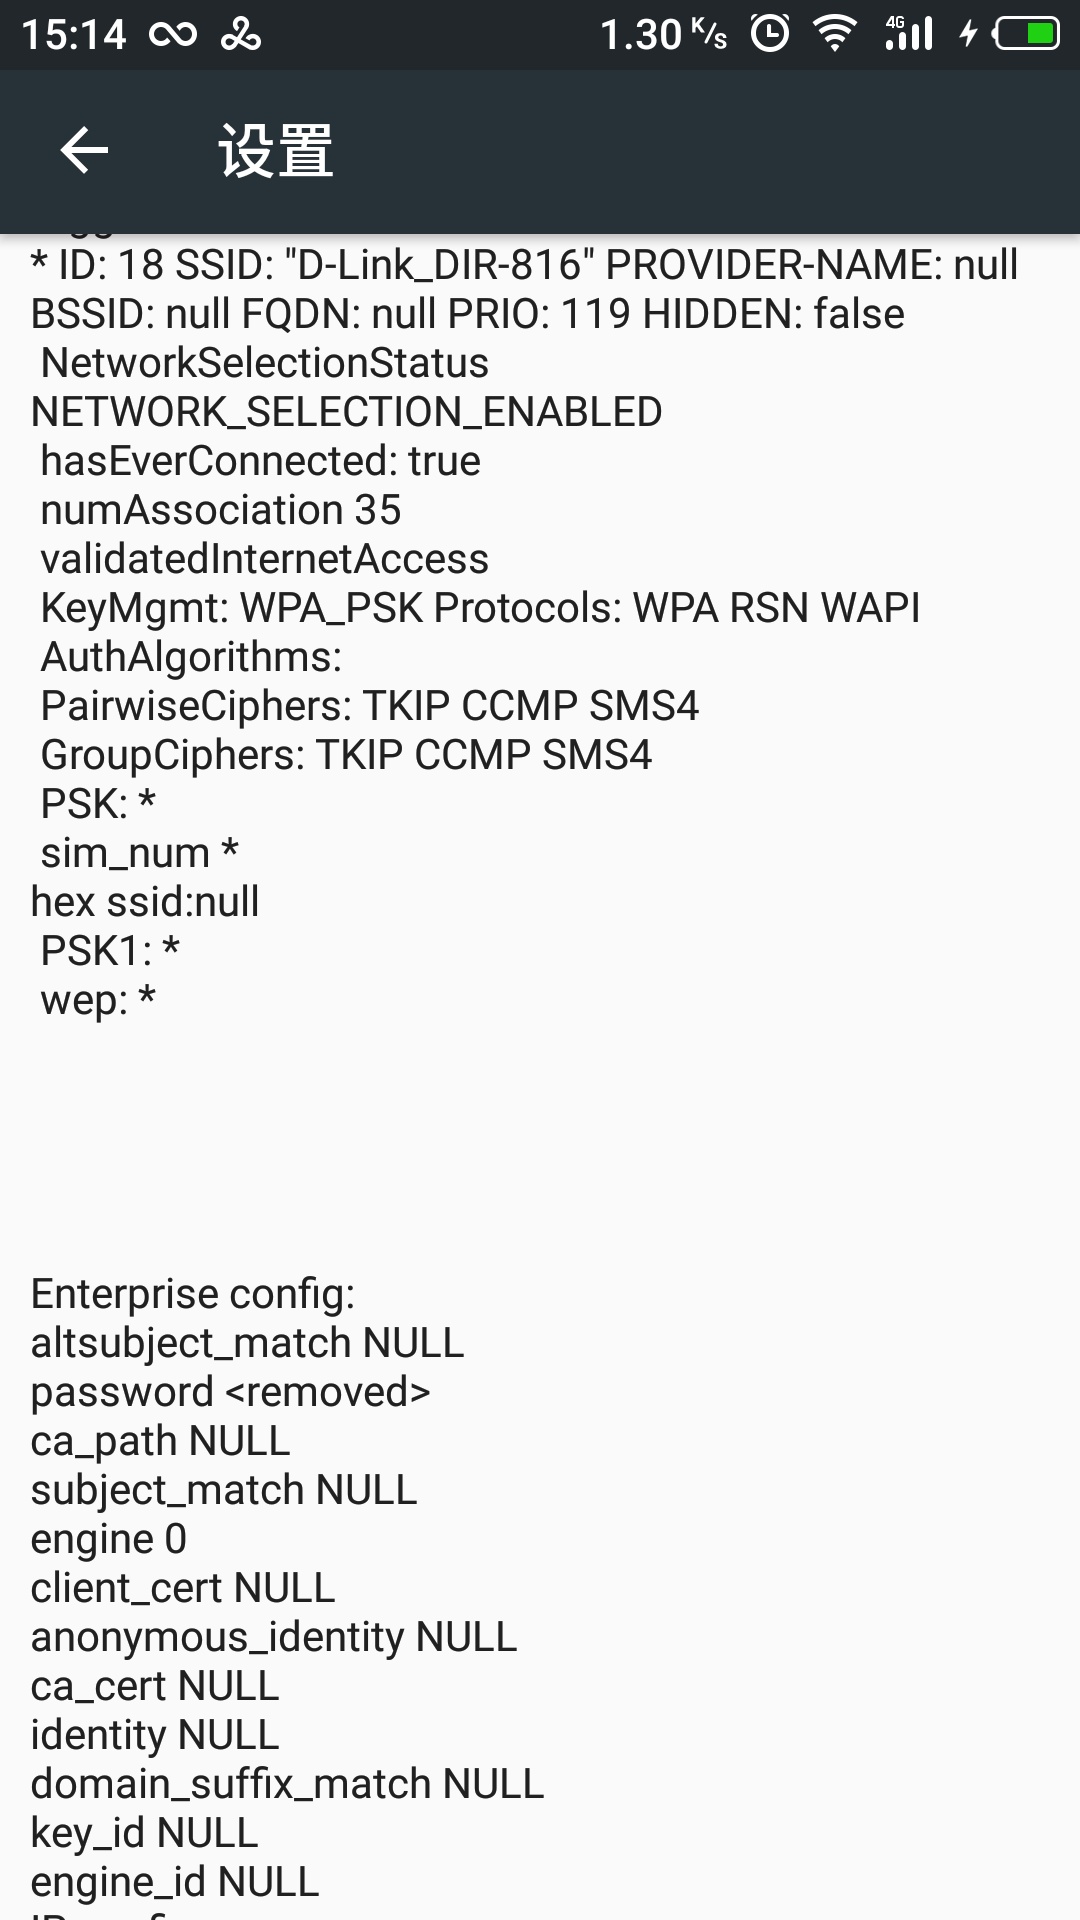 15:14
1.30 K/s
4G
设置
* ID: 18 SSID: "D-Link_DIR-816" PROVIDER-NAME: null
BSSID: null FQDN: null PRIO: 119 HIDDEN: false
NetworkSelectionStatus
NETWORK_SELECTION_ENABLED
hasEverConnected: true
numAssociation 35
validatedInternetAccess
KeyMgmt: WPA_PSK Protocols: WPA RSN WAPI
AuthAlgorithms:
PairwiseCiphers: TKIP CCMP SMS4
GroupCiphers: TKIP CCMP SMS4
PSK: *
sim_num *
hex ssid:null
PSK1: *
wep: *
Enterprise config:
altsubject_match NULL
password <removed>
ca_path NULL
subject_match NULL
engine 0
client_cert NULL
anonymous_identity NULL
ca_cert NULL
identity NULL
domain_suffix_match NULL
key_id NULL
engine_id NULL